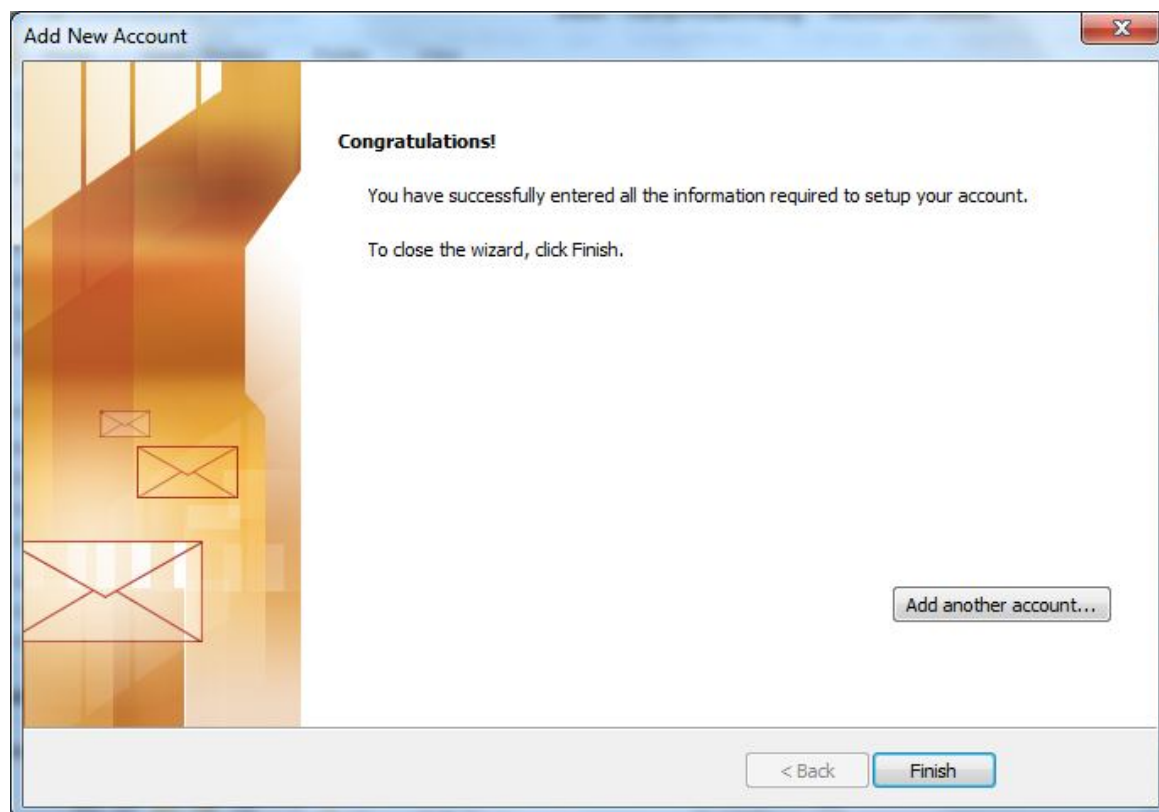 Add New Account
Congratulations!
You have successfully entered all the information required to setup your account.
To close the wizard, click Finish.
Add another account...
< Back
Finish